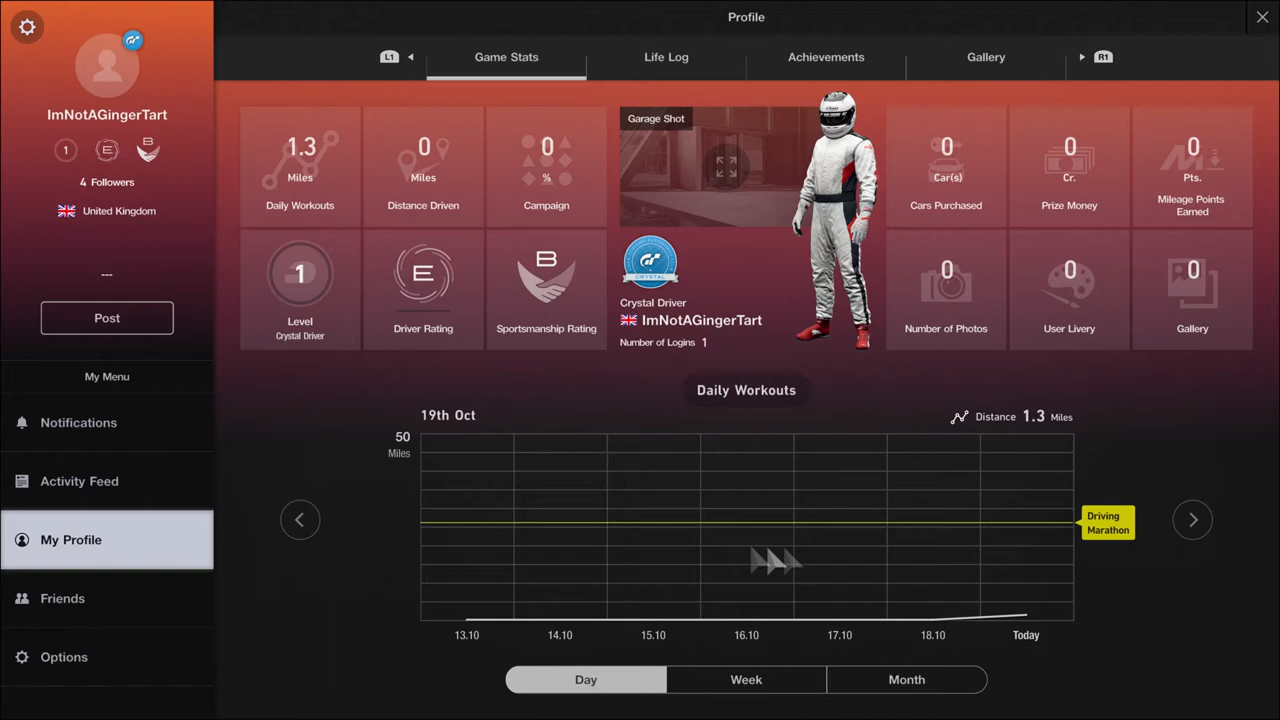 Profile
L1
Game Stats
Life Log
Achievements
Gallery
R1
ImNotAGingerTart
1
E
B
4 Followers
United Kingdom
---
Post
My Menu
Notifications
Activity Feed
My Profile
Friends
Options
1.3
Miles
Daily Workouts
0
Miles
Distance Driven
0
%
Campaign
Garage Shot
0
Car(s)
Cars Purchased
0
Cr.
Prize Money
0
Pts.
Mileage Points
Earned
1
Level
Crystal Driver
E
Driver Rating
B
Sportsmanship Rating
CRYSTAL
Crystal Driver
ImNotAGingerTart
Number of Logins 1
0
Number of Photos
0
User Livery
0
Gallery
Daily Workouts
19th Oct
Distance 1.3 Miles
50
Miles
Driving
Marathon
13.10
14.10
15.10
16.10
17.10
18.10
Today
Day
Week
Month